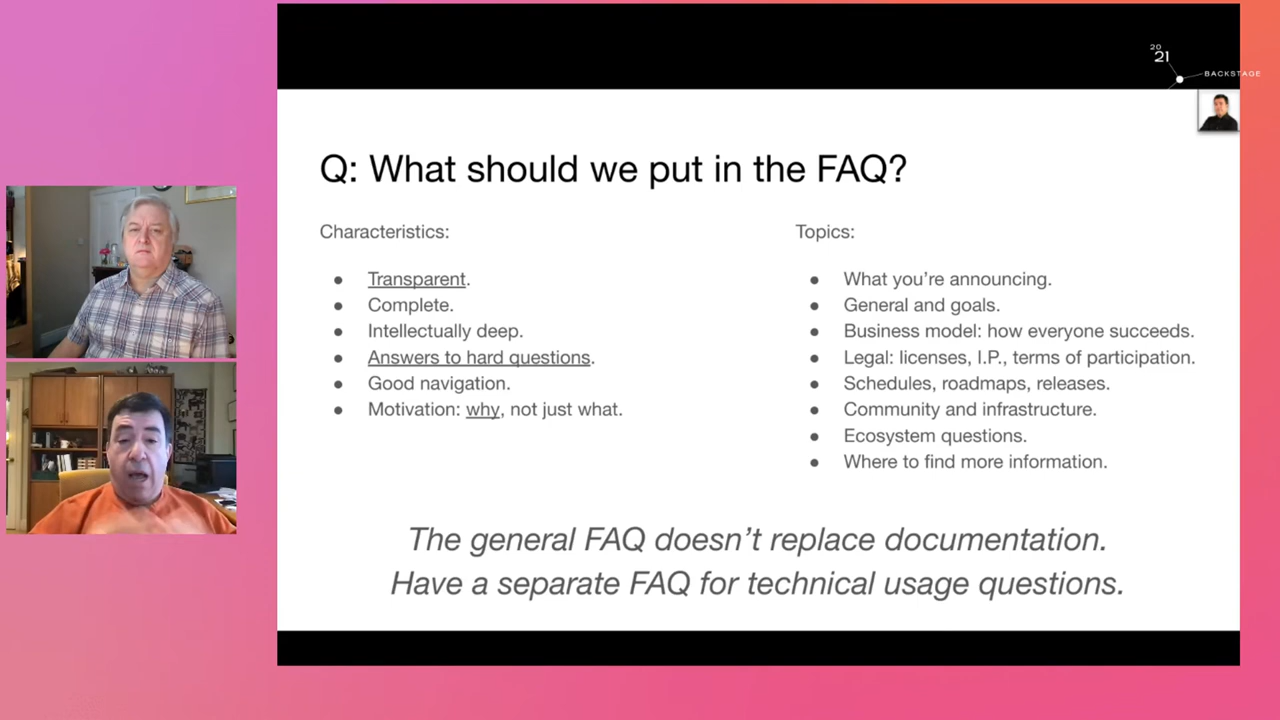 20
21
BACKSTAGE
Q: What should we put in the FAQ?
Characteristics:
● Transparent.
● Complete.
● Intellectually deep.
● Answers to hard questions.
● Good navigation.
● Motivation: why, not just what.
Topics:
● What you’re announcing.
● General and goals.
● Business model: how everyone succeeds.
● Legal: licenses, I.P., terms of participation.
● Schedules, roadmaps, releases.
● Community and infrastructure.
● Ecosystem questions.
● Where to find more information.
The general FAQ doesn’t replace documentation.
Have a separate FAQ for technical usage questions.